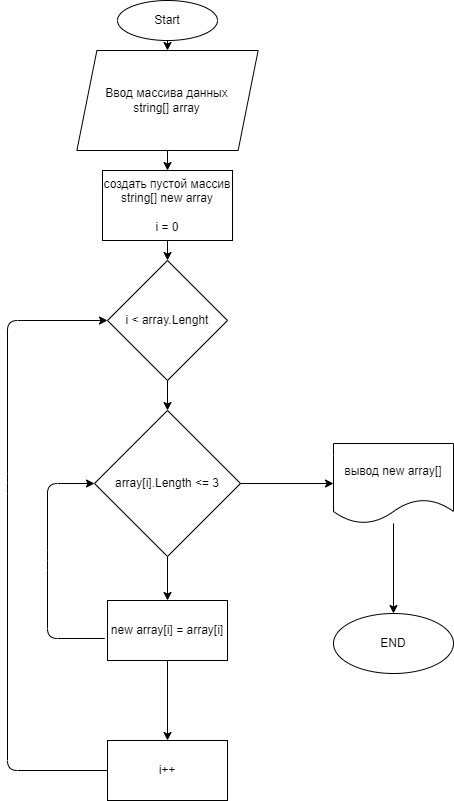 Start
Ввод массива данных
string[] array
создать пустой массив
string[] new array
i = 0
i < array.Lenght
array[i].Length <= 3
вывод new array[]
new array[i] = array[i]
END
i++